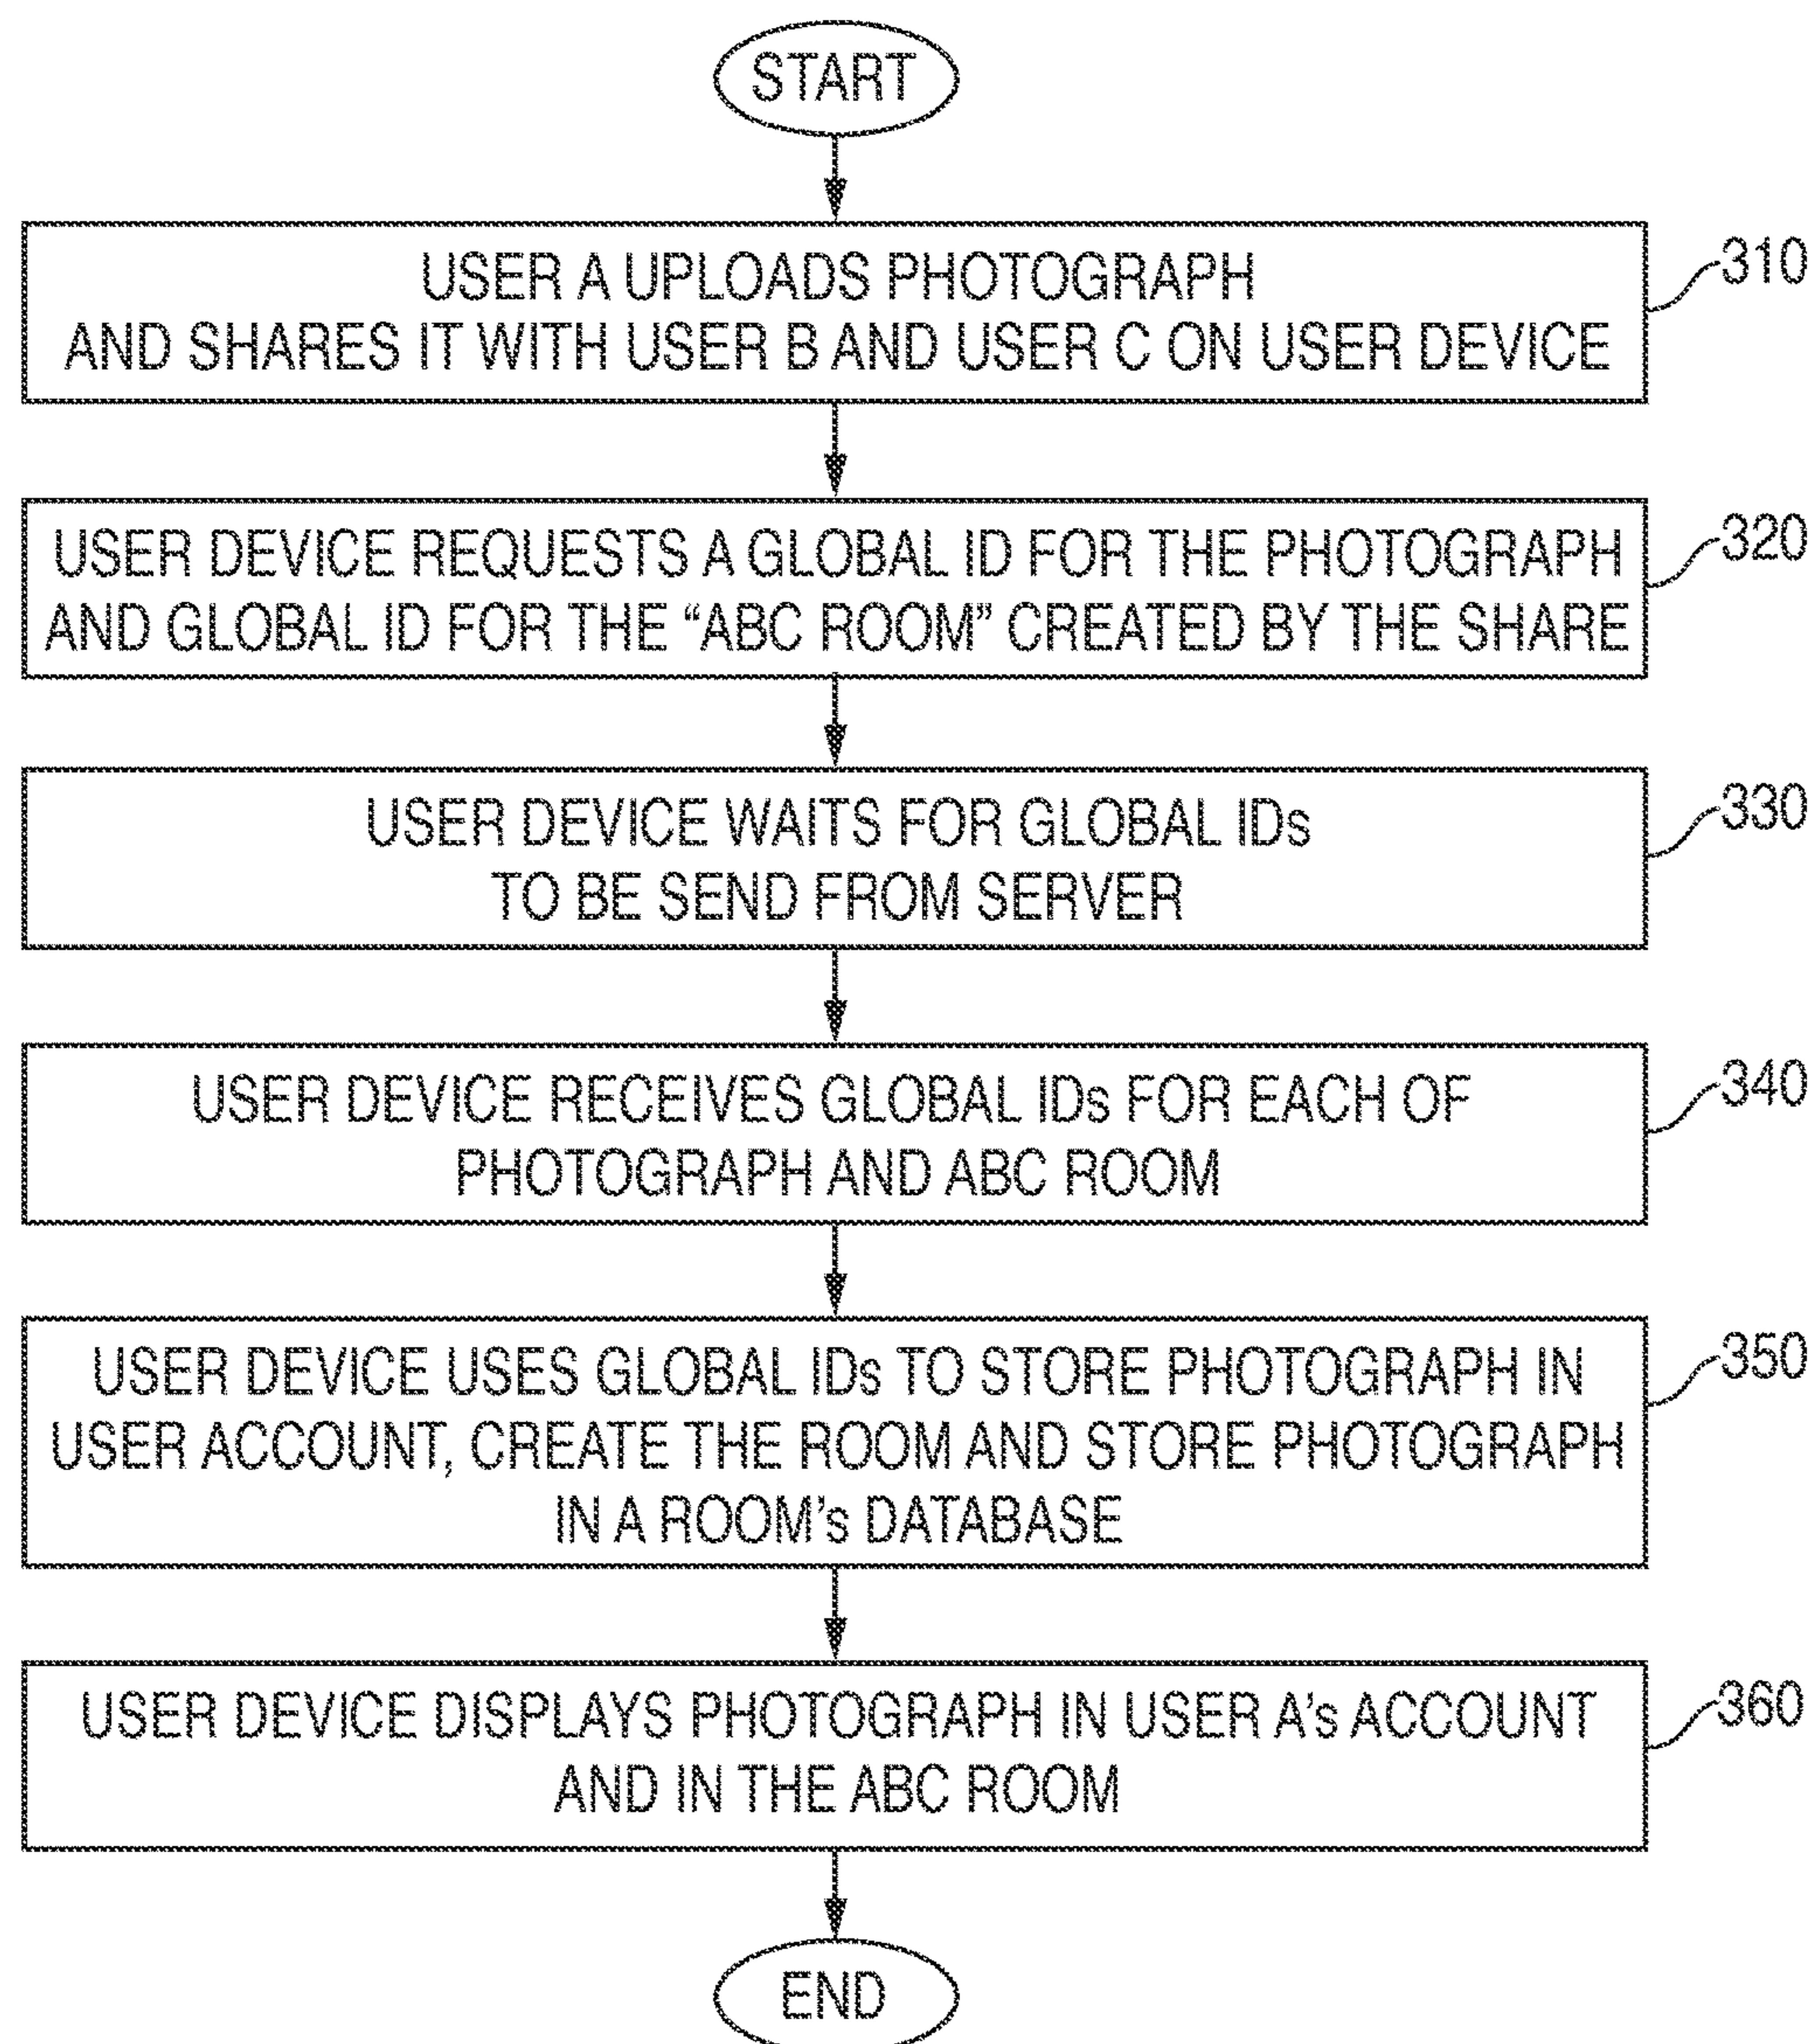 START
USER A UPLOADS PHOTOGRAPH
AND SHARES IT WITH USER B AND USER C ON USER DEVICE
310
USER DEVICE REQUESTS A GLOBAL ID FOR THE PHOTOGRAPH
AND GLOBAL ID FOR THE “ABC ROOM” CREATED BY THE SHARE
320
USER DEVICE WAITS FOR GLOBAL IDs
TO BE SEND FROM SERVER
330
USER DEVICE RECEIVES GLOBAL IDs FOR EACH OF
PHOTOGRAPH AND ABC ROOM
340
USER DEVICE USES GLOBAL IDs TO STORE PHOTOGRAPH IN
USER ACCOUNT, CREATE THE ROOM AND STORE PHOTOGRAPH
IN A ROOM’s DATABASE
350
USER DEVICE DISPLAYS PHOTOGRAPH IN USER A’s ACCOUNT
AND IN THE ABC ROOM
360
END